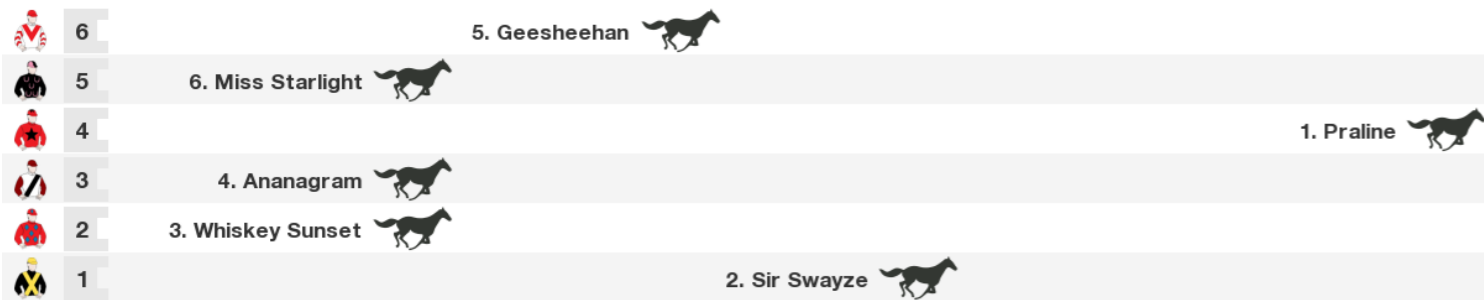 6 5. Geesheehan
5 6. Miss Starlight
4 1. Praline
3 4. Ananagram
2 3. Whiskey Sunset
1 2. Sir Swayze